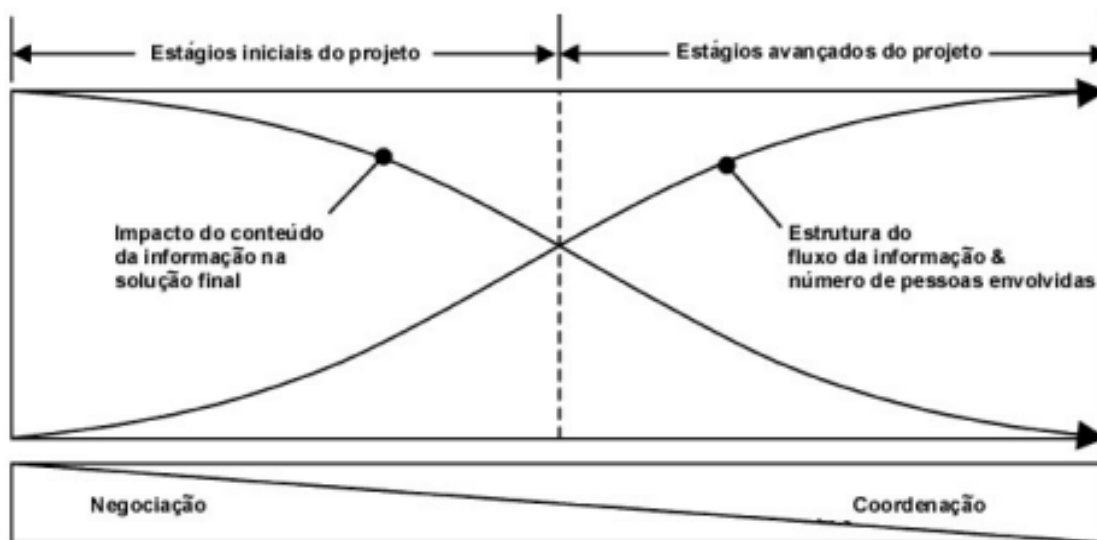 Estágios iniciais do projeto
Estágios avançados do projeto
Impacto do conteúdo
da informação na
solução final
Estrutura do
fluxo da informação &
número de pessoas envolvidas
Negociação
Coordenação